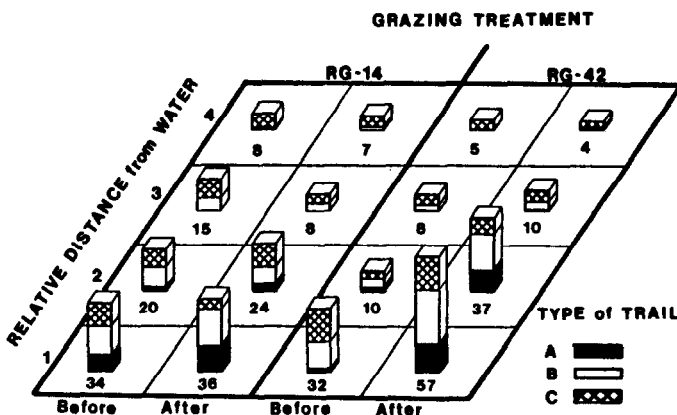 GRAZING TREATMENT
RG-14 RG-42
RELATIVE DISTANCE from WATER
4
8 7 5 4
3
15 8 8 10
2
20 24 10 37
1
34 36 32 57
Before After Before After
TYPE of TRAIL
A
B
C